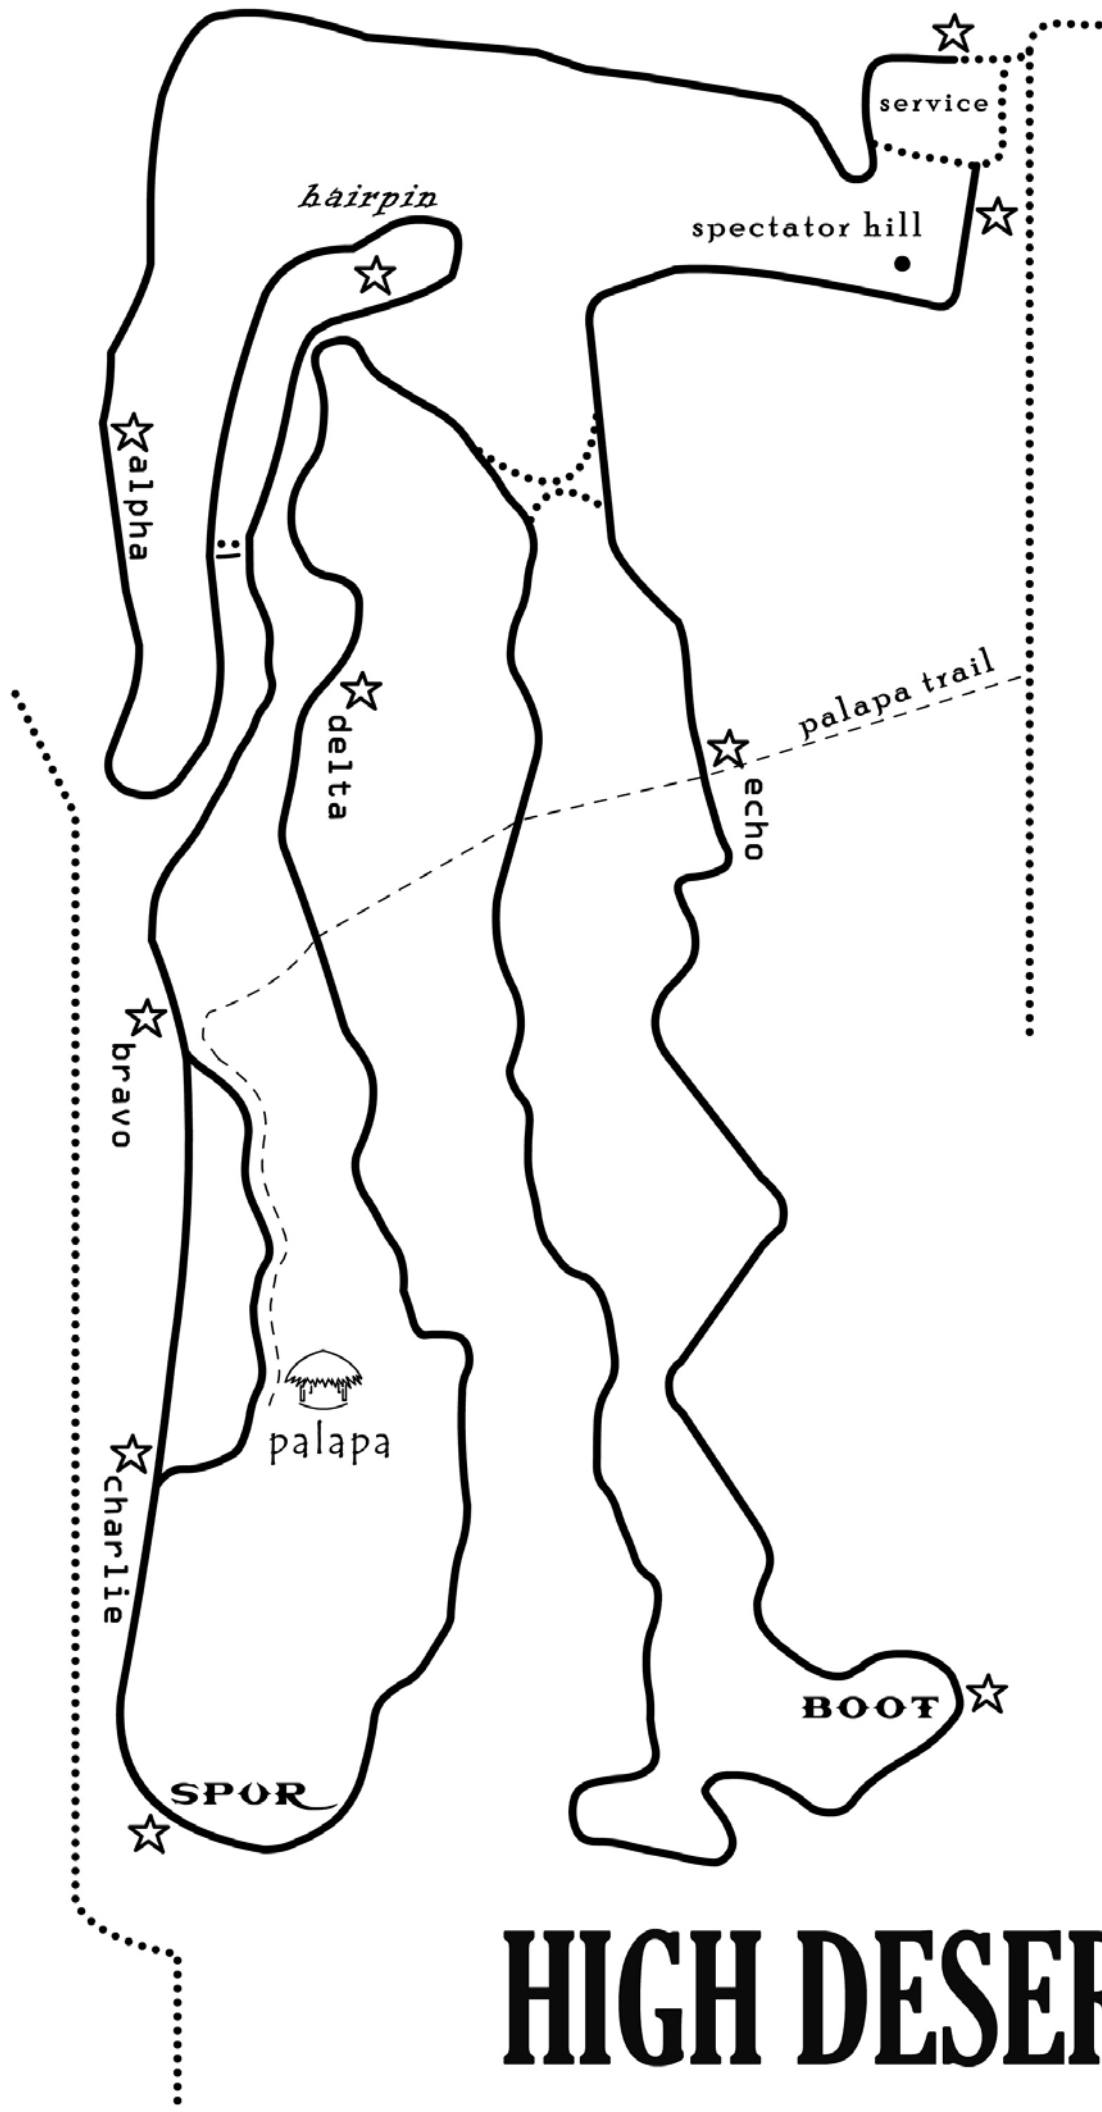 service
hairpin
spectator hill
alpha
palapa trail
delta
echo
bravo
palapa
charlie
BOOT
SPUR
HIGH DESER